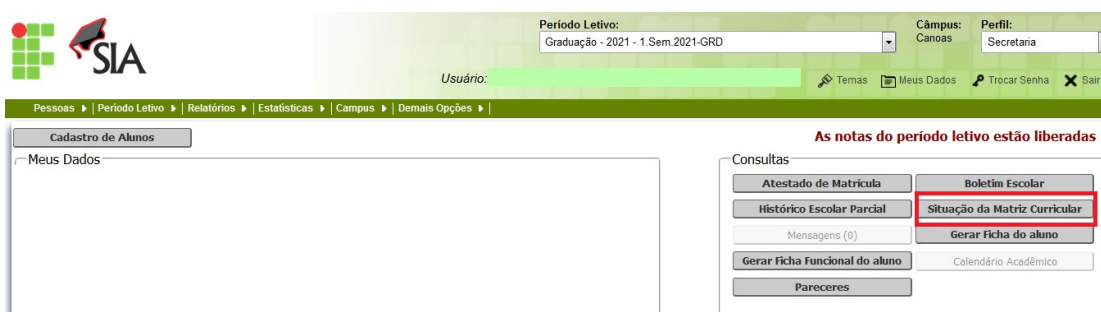 SIA
Período Letivo:
Graduação - 2021 - 1.Sem.2021-GRD
Câmpus:
Canoas
Perfil:
Secretaria
Usuário:
Temas Meus Dados Trocar Senha Sair
Pessoas | Período Letivo | Relatórios | Estatísticas | Campus | Demais Opções |
Cadastro de Alunos
As notas do período letivo estão liberadas
Meus Dados
Consultas
Atestado de Matrícula Boletim Escolar
Histórico Escolar Parcial Situação da Matriz Curricular
Mensagens (0) Gerar Ficha do aluno
Gerar Ficha Funcional do aluno Calendário Acadêmico
Pareceres